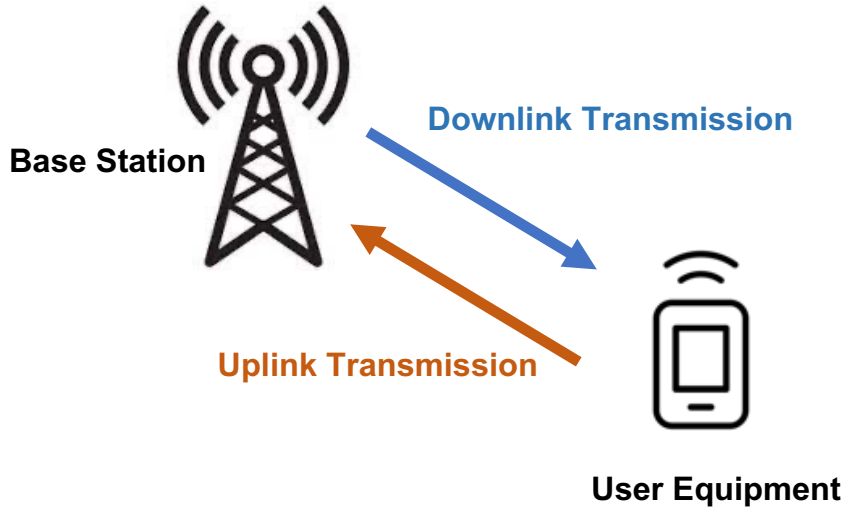 Downlink Transmission
Base Station
Uplink Transmission
User Equipment